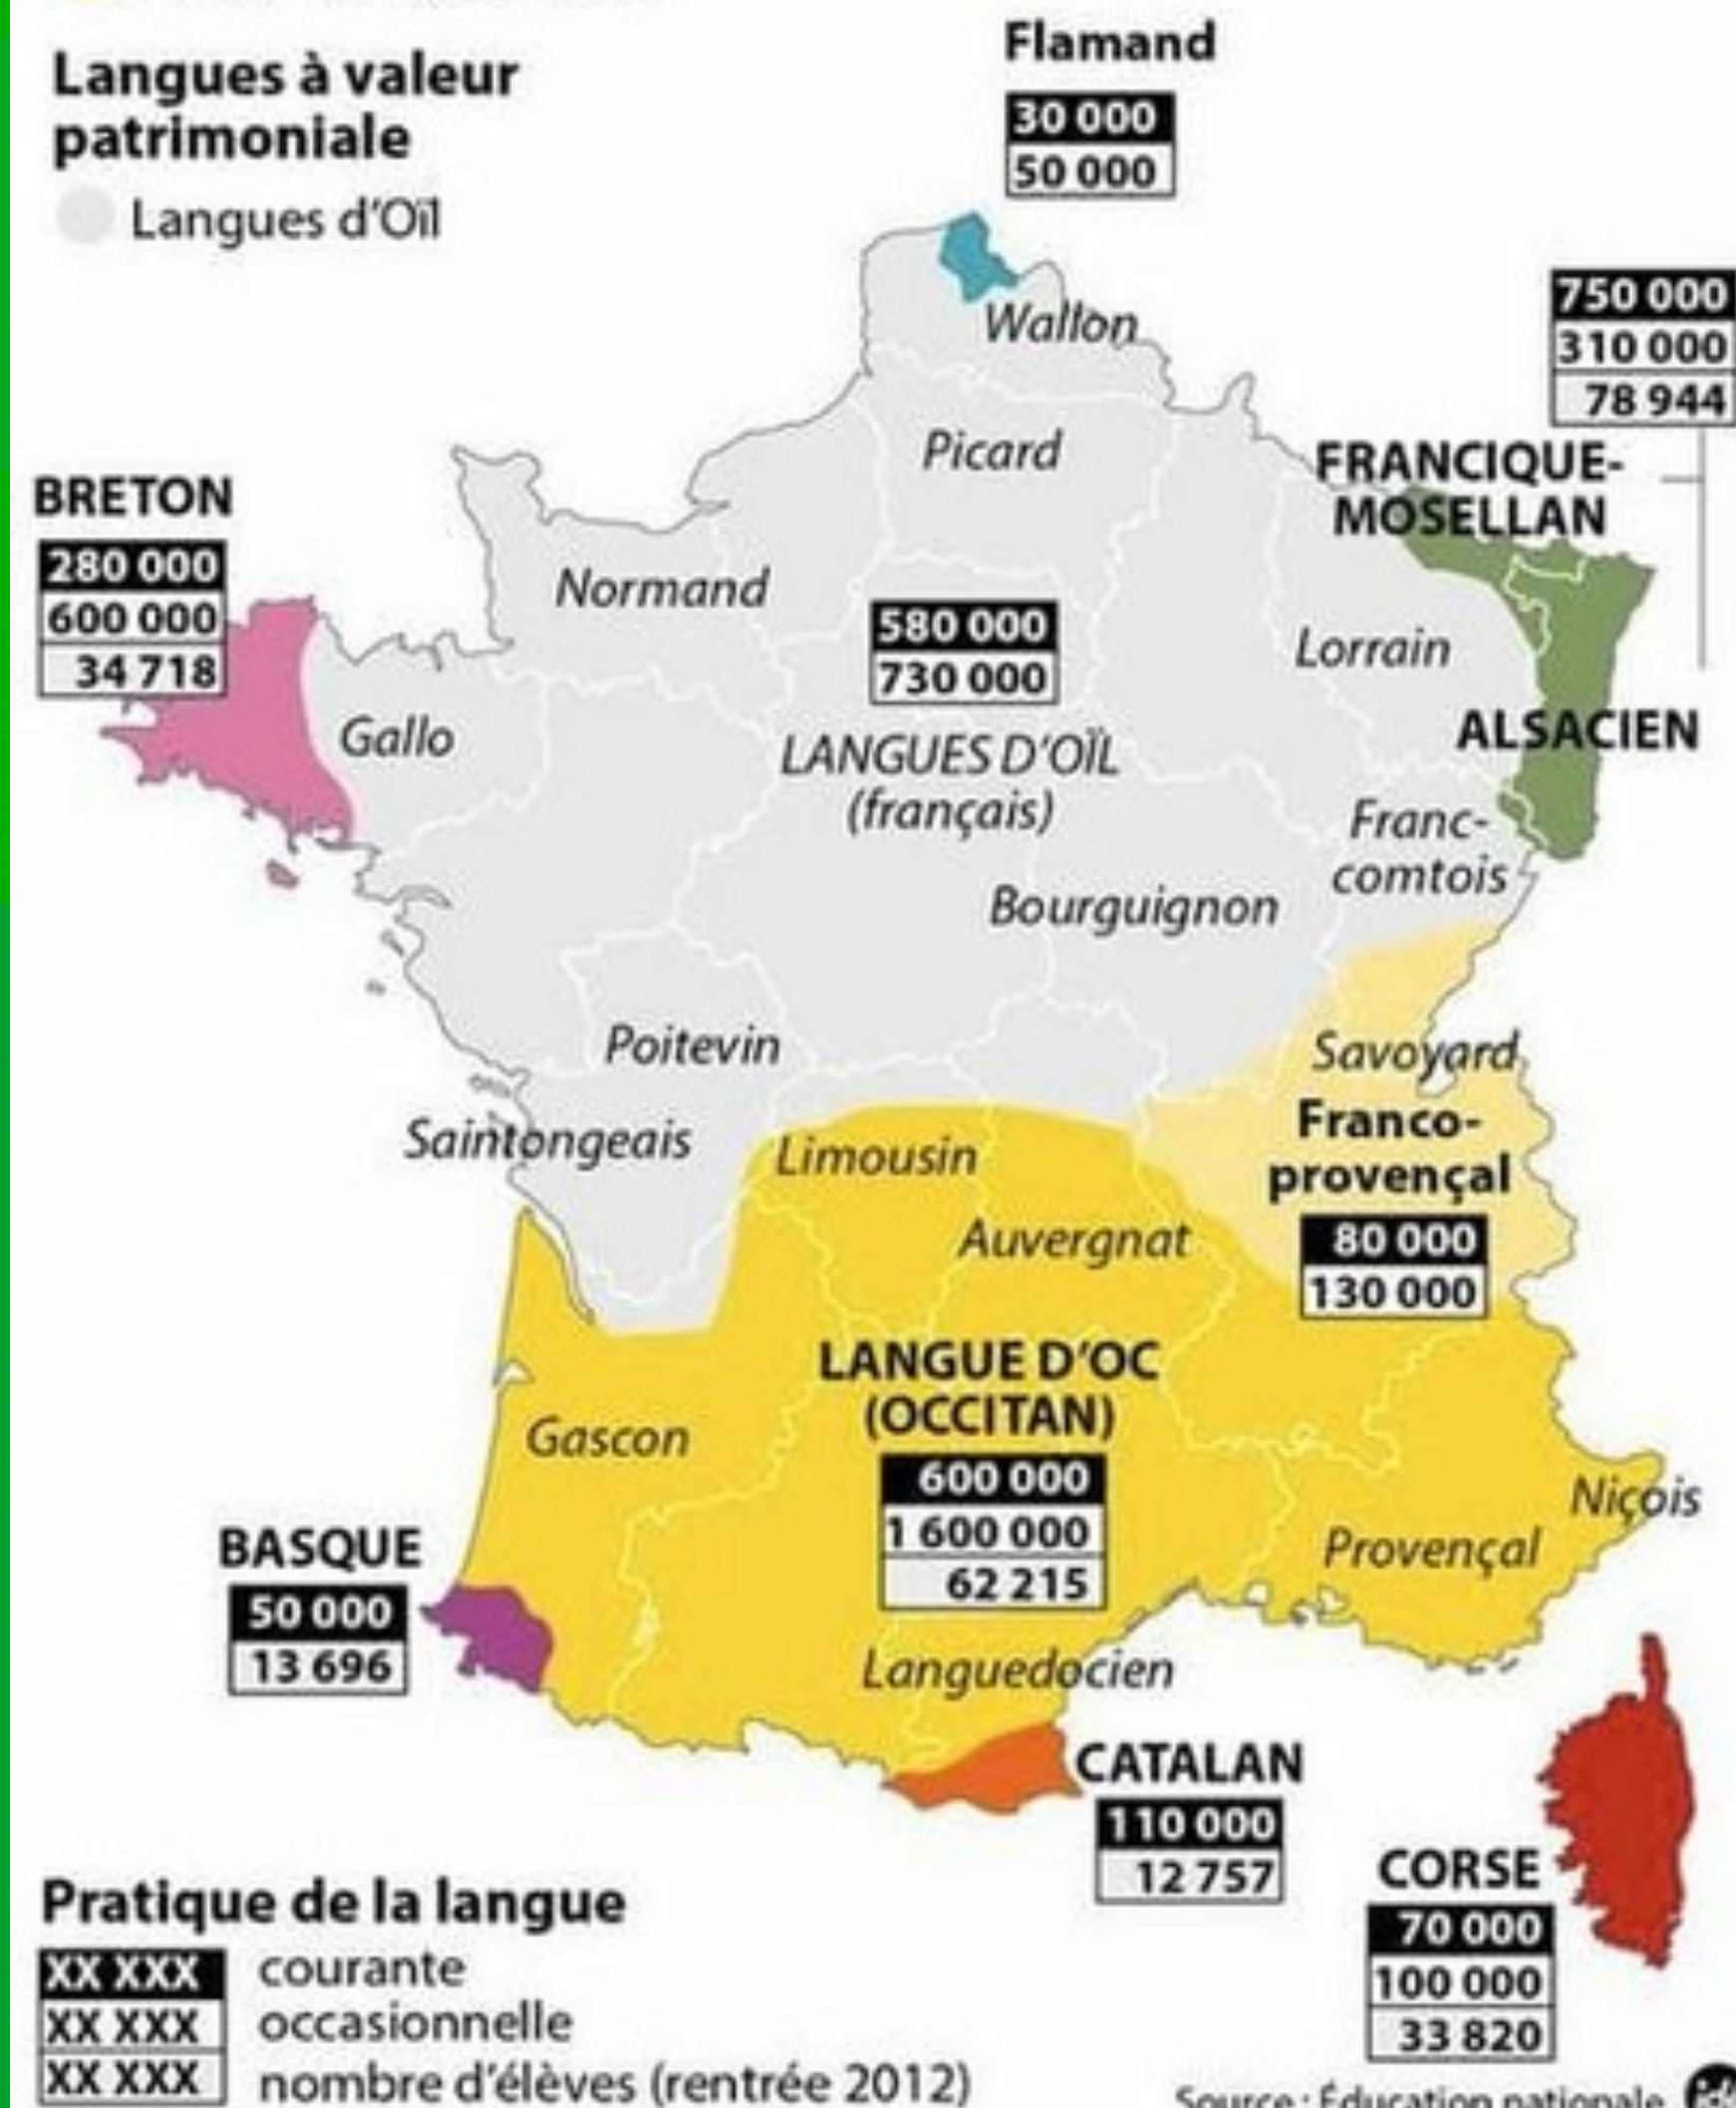 Langues à valeur
patrimoniale
Langues d'Oïl
Flamand
30 000
50 000
Wallon
750 000
310 000
78 944
Picard
FRANCIQUE-
MOSELLAN
BRETON
280 000
600 000
34 718
Normand
580 000
730 000
Lorrain
Gallo
LANGUES D'OÏL
(français)
ALSACIEN
Franc-
comtois
Bourguignon
Poitevin
Savoyard
Saintongeais
Limousin
Franco-
provençal
80 000
130 000
Auvergnat
LANGUE D'OC
(OCCITAN)
600 000
1 600 000
62 215
Gascon
Niçois
Provençal
BASQUE
50 000
13 696
Languedocien
CATALAN
110 000
12 757
CORSE
70 000
100 000
33 820
Pratique de la langue
XX XXX courante
XX XXX occasionnelle
XX XXX nombre d'élèves (rentrée 2012)
Source : Éducation nationale